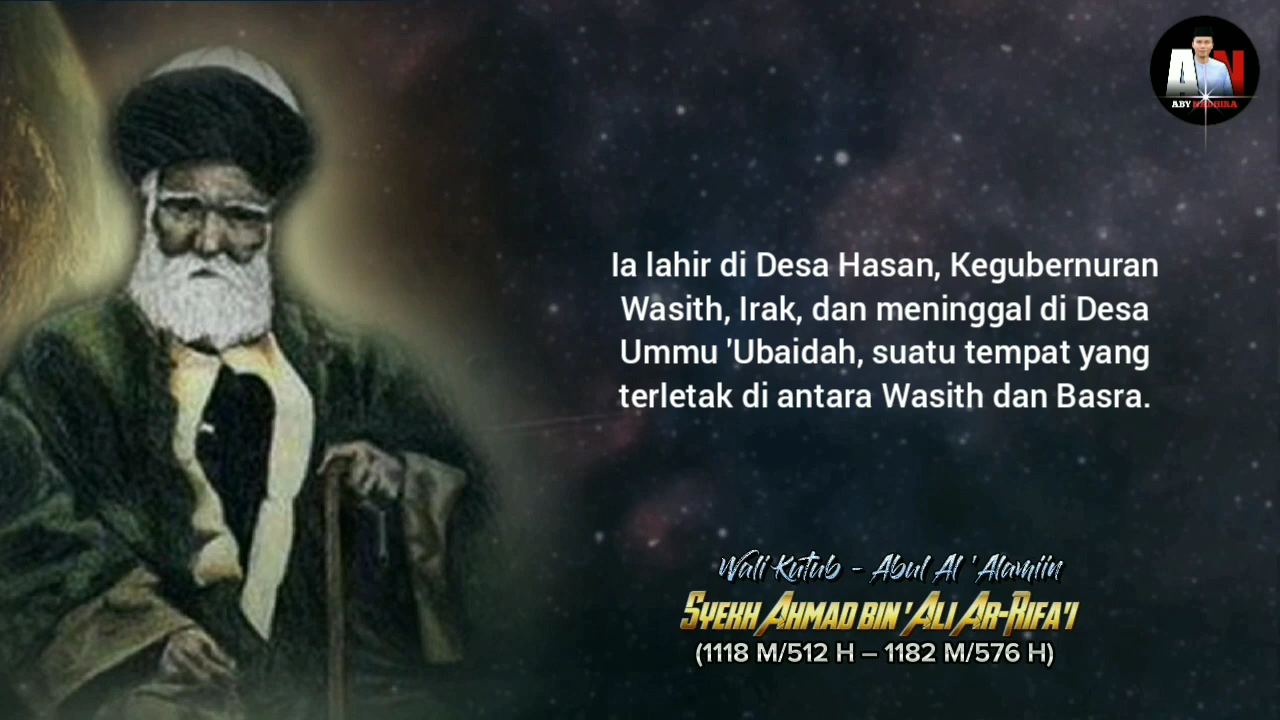 ABY NADHIRA
Ia lahir di Desa Hasan, Kegubernuran
Wasith, Irak, dan meninggal di Desa
Ummu 'Ubaidah, suatu tempat yang
terletak di antara Wasith dan Basra.
Wali Kutub - Abul Al 'Alamiin
Syekh Ahmad bin 'Ali Ar-Rifa'i
(1118 M/512 H – 1182 M/576 H)